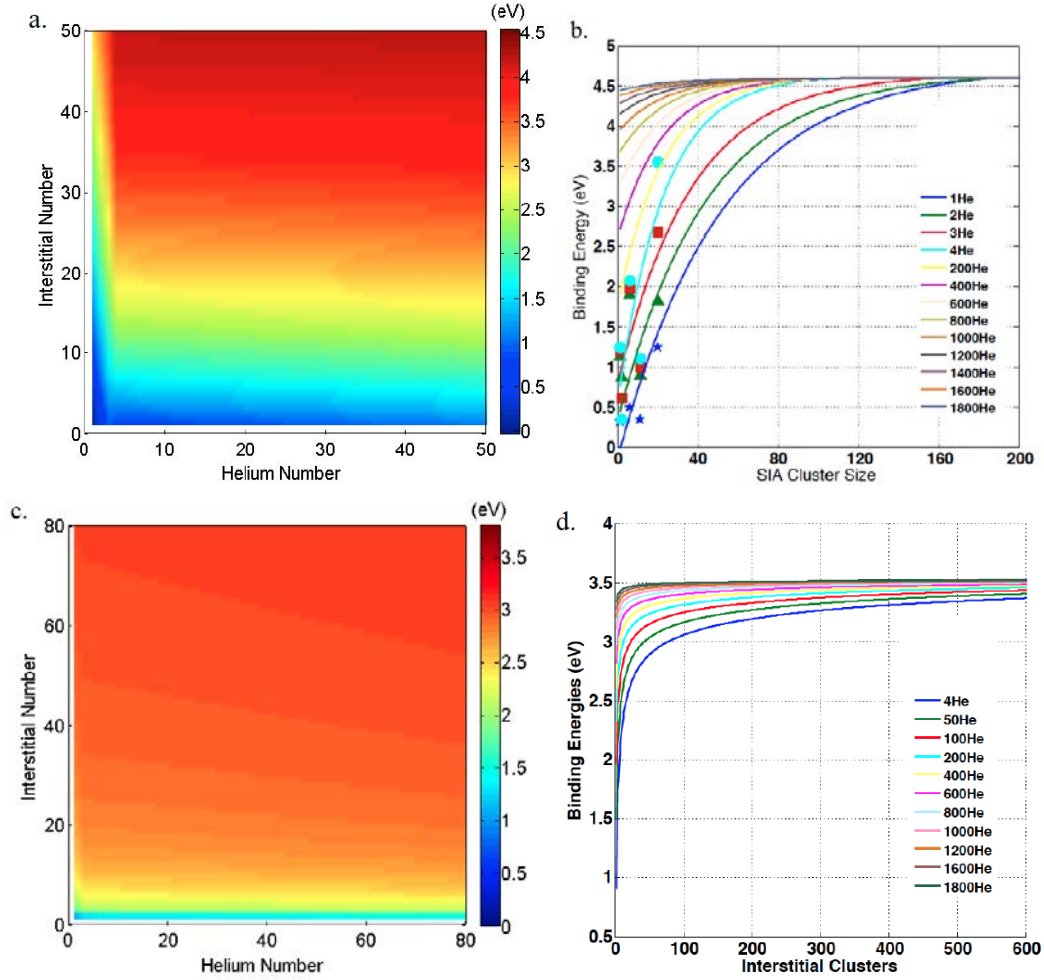 a.
(eV)
50
40
30
20
10
0
Interstitial Number
0
10
20
30
40
50
Helium Number
4.5
4
3.5
3
2.5
2
1.5
1
0.5
0
b.
5
4.5
4
3.5
3
2.5
2
1.5
1
0.5
0
Binding Energy (eV)
0
40
80
120
160
200
SIA Cluster Size
1He
2He
3He
4He
200He
400He
600He
800He
1000He
1200He
1400He
1600He
1800He
c.
(eV)
80
70
60
50
40
30
20
10
0
Interstitial Number
0
20
40
60
80
Helium Number
3.5
3
2.5
2
1.5
1
0.5
0
d.
4
3.5
3
2.5
2
1.5
1
0.5
Binding Energies (eV)
0
100
200
300
400
500
600
Interstitial Clusters
4He
50He
100He
200He
400He
600He
800He
1000He
1200He
1600He
1800He